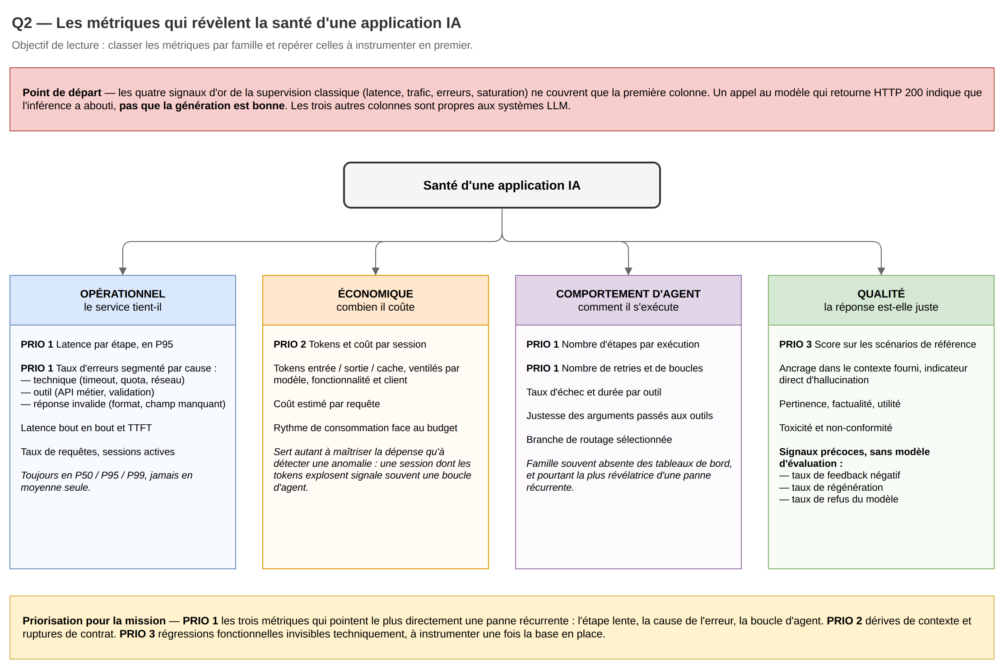 Q2 — Les métriques qui révèlent la santé d'une application IA
Objectif de lecture : classer les métriques par famille et repérer celles à instrumenter en premier.
Point de départ — les quatre signaux d'or de la supervision classique (latence, trafic, erreurs, saturation) ne couvrent que la première colonne. Un appel au modèle qui retourne HTTP 200 indique que
l'inférence a abouti, pas que la génération est bonne. Les trois autres colonnes sont propres aux systèmes LLM.
Santé d'une application IA
OPÉRATIONNEL
le service tient-il
PRIO 1 Latence par étape, en P95
PRIO 1 Taux d'erreurs segmenté par cause :
— technique (timeout, quota, réseau)
— outil (API métier, validation)
— réponse invalide (format, champ manquant)
Latence bout en bout et TTFT
Taux de requêtes, sessions actives
Toujours en P50 / P95 / P99, jamais en
moyenne seule.
ÉCONOMIQUE
combien il coûte
PRIO 2 Tokens et coût par session
Tokens entrée / sortie / cache, ventilés par
modèle, fonctionnalité et client
Coût estimé par requête
Rythme de consommation face au budget
Sert autant à maîtriser la dépense qu'à
détecter une anomalie : une session dont les
tokens explosent signale souvent une boucle
d'agent.
COMPORTEMENT D'AGENT
comment il s'exécute
PRIO 1 Nombre d'étapes par exécution
PRIO 1 Nombre de retries et de boucles
Taux d'échec et durée par outil
Justesse des arguments passés aux outils
Branche de routage sélectionnée
Famille souvent absente des tableaux de bord,
et pourtant la plus révélatrice d'une panne
récurrente.
QUALITÉ
la réponse est-elle juste
PRIO 3 Score sur les scénarios de référence
Ancrage dans le contexte fourni, indicateur
direct d'hallucination
Pertinence, factualité, utilité
Toxicité et non-conformité
Signaux précoces, sans modèle
d'évaluation :
— taux de feedback négatif
— taux de régénération
— taux de refus du modèle
Priorisation pour la mission — PRIO 1 les trois métriques qui pointent le plus directement une panne récurrente : l'étape lente, la cause de l'erreur, la boucle d'agent. PRIO 2 dérives de contexte et
ruptures de contrat. PRIO 3 régressions fonctionnelles invisibles techniquement, à instrumenter une fois la base en place.